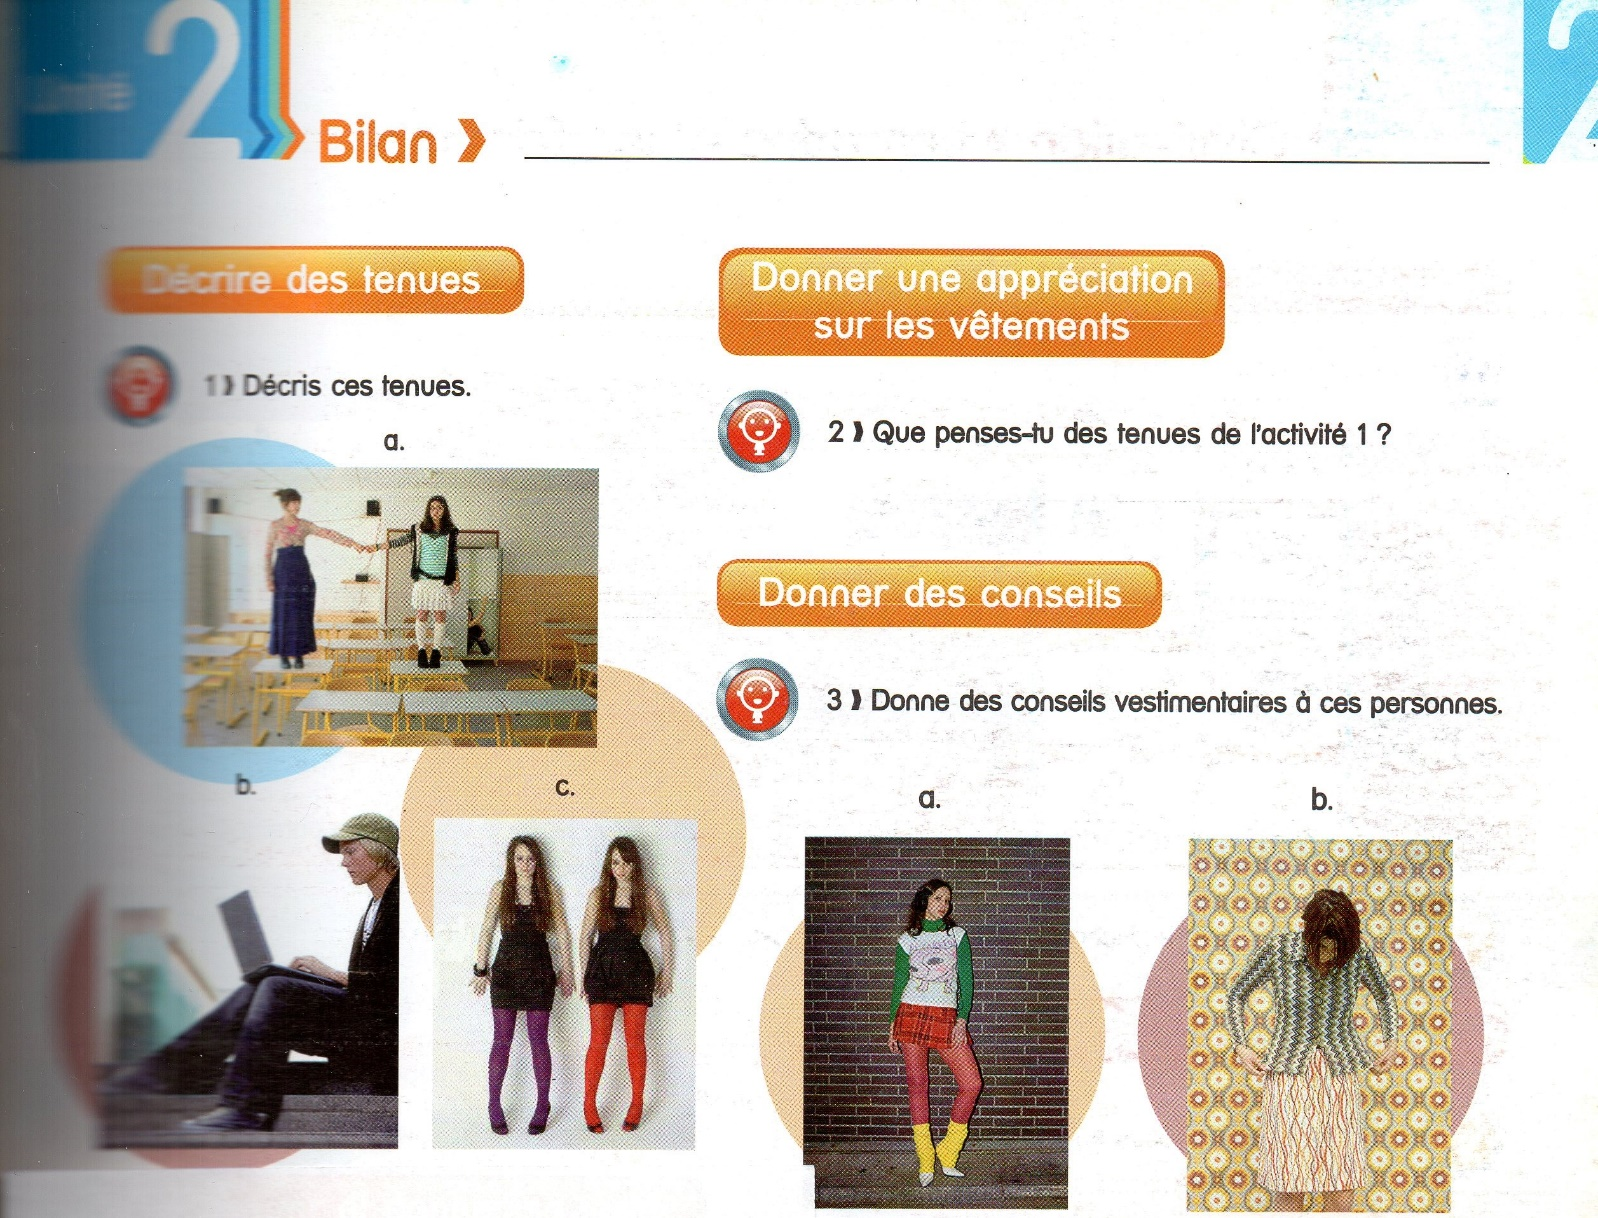 Unité 2
Bilan
Décrire des tenues
1 Décris ces tenues.
a.
b.
c.
Donner une appréciation
sur les vêtements
2 Que penses-tu des tenues de l'activité 1 ?
Donner des conseils
3 Donne des conseils vestimentaires à ces personnes.
a.
b.
2